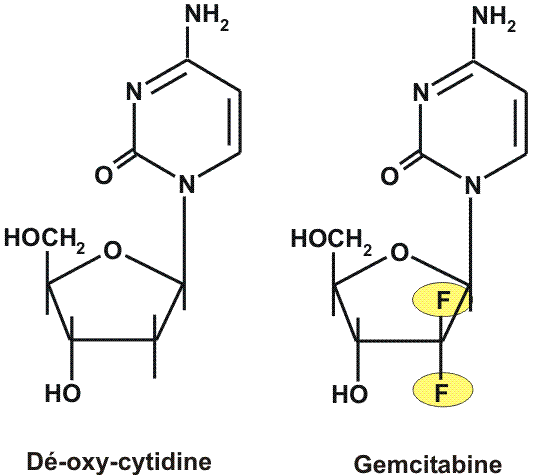 NH2 NH2
N N
O N O N
HOCH2 O HOCH2 O
F
HO HO F
Dé-oxy-cytidine Gemcitabine